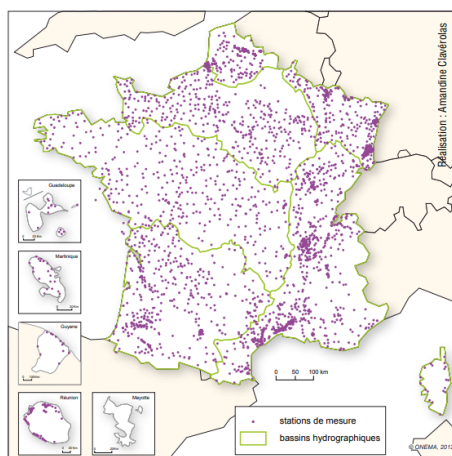 Réalisation : Amandine Clavérolas
Guadeloupe
Martinique
Guyane
Réunion
Mayotte
0 50 100 km
stations de mesure
bassins hydrographiques
© ONEMA, 2012